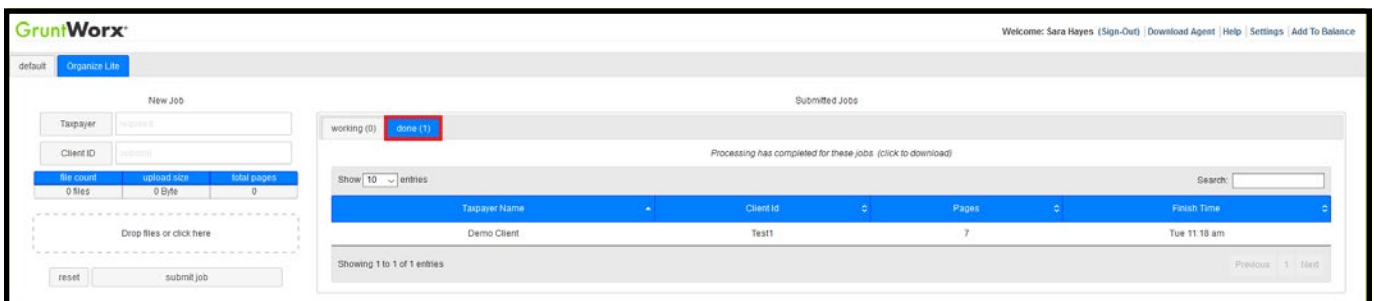 GruntWorx
Welcome: Sara Hayes (Sign-Out) | Download Agent | Help | Settings | Add To Balance
default Organize Lite
New Job
Taxpayer required
Client ID optional
file count upload size total pages
0 files 0 Byte 0
Drop files or click here
reset submit job
Submitted Jobs
working (0) done (1)
Processing has completed for these jobs (click to download)
Show 10 entries Search:
Taxpayer Name Client Id Pages Finish Time
Demo Client Test1 7 Tue 11:18 am
Showing 1 to 1 of 1 entries Previous 1 Next